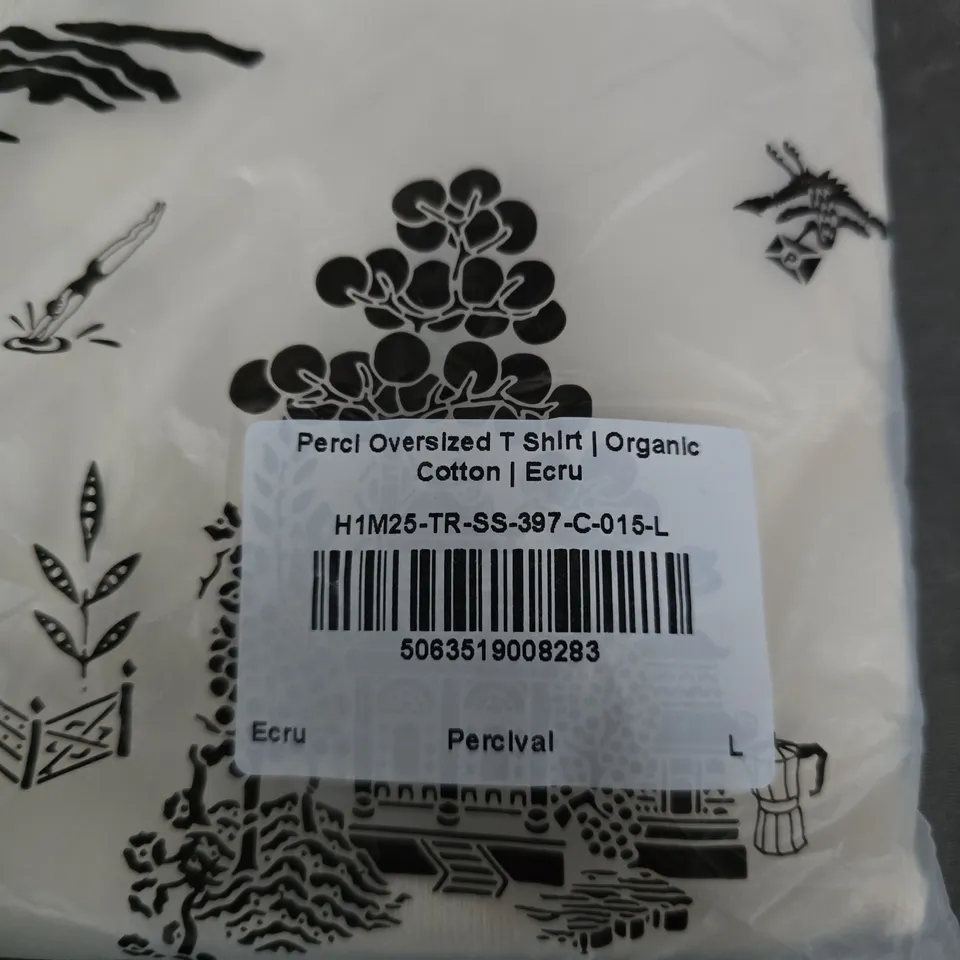 P
Perci Oversized T Shirt | Organic
Cotton | Ecru
H1M25-TR-SS-397-C-015-L
5063519008283
Ecru Percival L